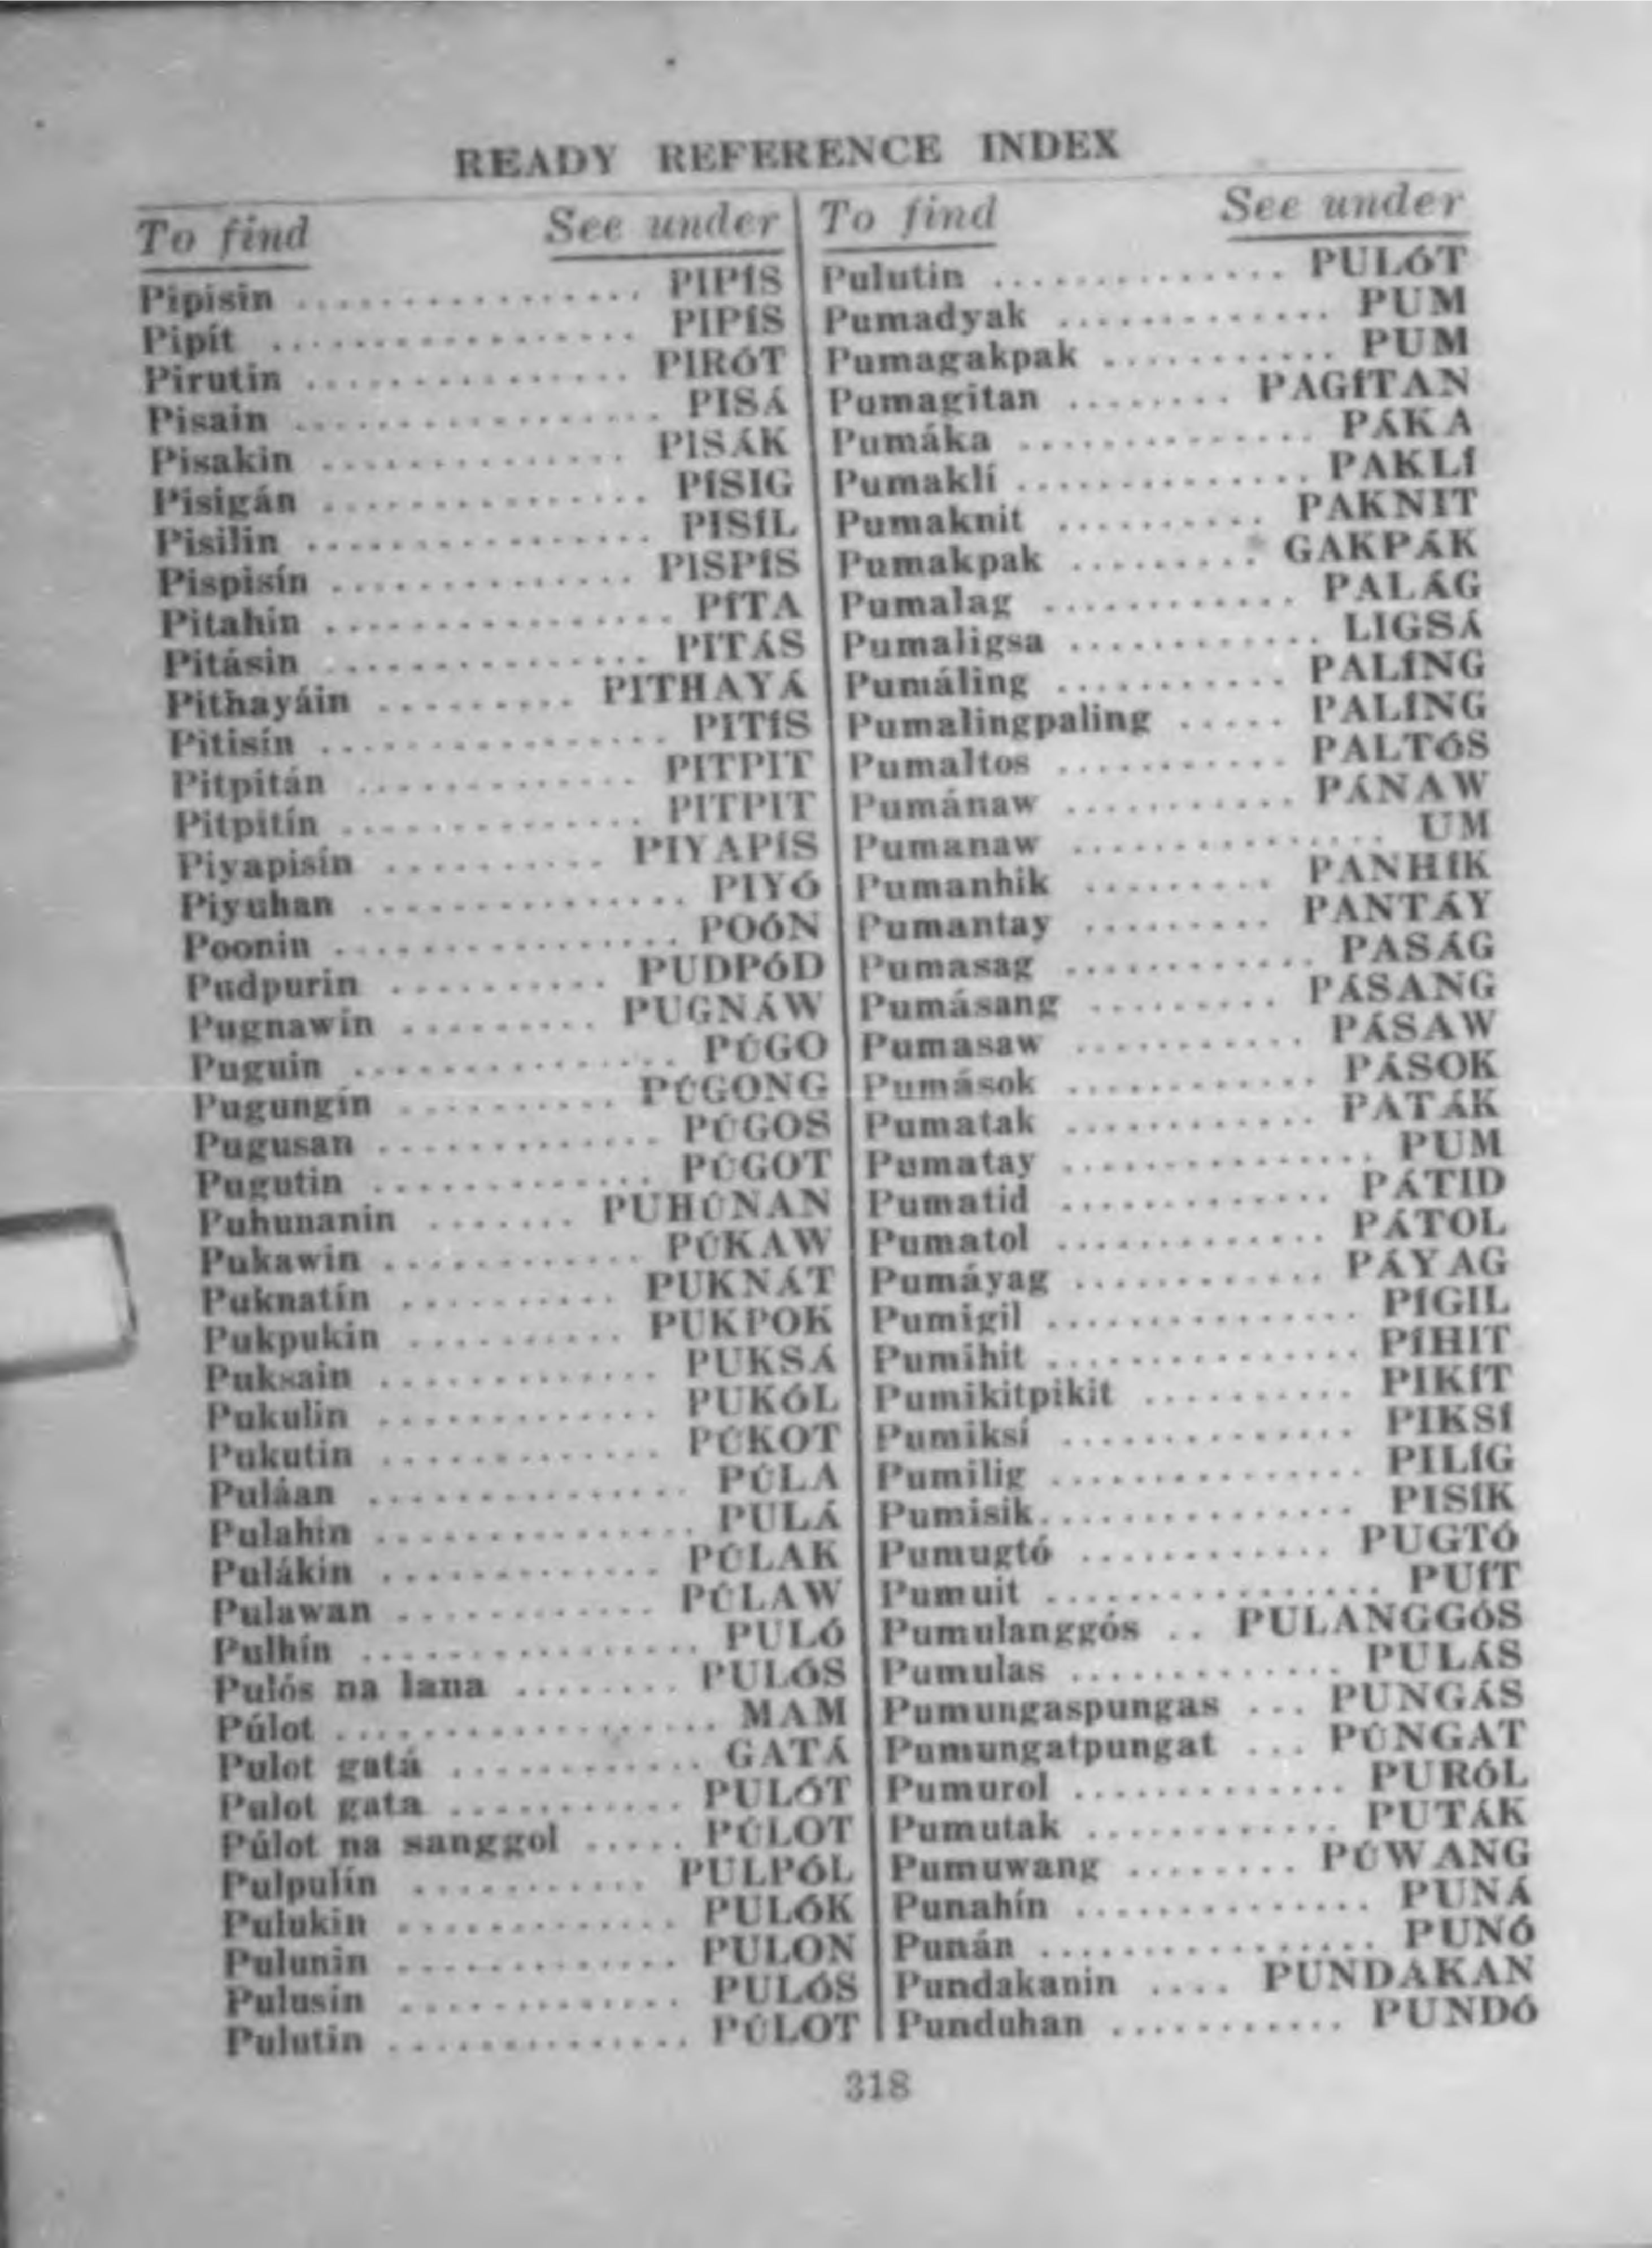 READY REFERENCE INDEX
To find See under
Pipisin ................. PIPÍS
Pipít .................. PIPÍS
Pirutin ................ PIRÓT
Pisain .................. PISÁ
Pisakin ............... PISÁK
Pisigán ................ PÍSIG
Pisilin ................. PISÍL
Pispisín ............... PISPÍS
Pitahin ................. PÍTA
Pitásin ................ PITÁS
Pithayáin .......... PITHAYÁ
Pitisín ................. PITÍS
Pitpitán .............. PITPIT
Pitpitín ............... PITPIT
Piyapisín ........... PIYAPÍS
Piyuhan ................ PIYÓ
Poonin ................. POÓN
Pudpurin ........... PUDPÓD
Pugnawin .......... PUGNÁW
Puguin ................ PÚGO
Pugungín ........... PÚGONG
Pugusan .............. PÚGOS
Pugutin .............. PÚGOT
Puhunanin ....... PUHÚNAN
Pukawin ............. PÚKAW
Puknatín ........... PUKNÁT
Pukpukin ........... PUKPOK
Puksain .............. PUKSÁ
Pukulin .............. PUKÓL
Pukutin .............. PÚKOT
Puláan ................ PÚLA
Pulahin ................ PULÁ
Pulákin .............. PÚLAK
Pulawan ............. PÚLAW
Pulhín ................. PULÓ
Pulós na lana ........ PULÓS
Púlot ................... MAM
Pulot gatá ............. GATÁ
Pulot gata ............ PULÓT
Púlot na sanggol ..... PÚLOT
Pulpulín ............ PULPÓL
Pulukin .............. PULÓK
Pulunin .............. PULON
Pulusin .............. PULÓS
Pulutin ............... PÚLOT
To find See under
Pulutin ............... PULÓT
Pumadyak .............. PUM
Pumagakpak ............ PUM
Pumagitan ........ PAGÍTAN
Pumáka ............... PÁKA
Pumaklí ............... PAKLÍ
Pumaknit .......... PAKNIT
Pumakpak ......... GAKPÁK
Pumalag ............. PALÁG
Pumaligsa ............. LIGSÁ
Pumáling ............ PALÍNG
Pumalingpaling ..... PALÍNG
Pumaltos ............ PALTÓS
Pumánaw ............ PÁNAW
Pumanaw ................ UM
Pumanhik .......... PANHÍK
Pumantay .......... PANTÁY
Pumasag ............. PASÁG
Pumásang .......... PÁSANG
Pumasaw ............ PÁSAW
Pumások ............. PÁSOK
Pumatak ............. PATÁK
Pumatay ................ PUM
Pumatid .............. PÁTID
Pumatol .............. PÁTOL
Pumáyag ............. PÁYAG
Pumigil ................ PÍGIL
Pumihit ................ PÍHIT
Pumikitpikit ........... PIKÍT
Pumiksí ............... PIKSÍ
Pumilig ................ PILÍG
Pumisik................ PISÍK
Pumugtó ............. PUGTÓ
Pumuit ................. PUÍT
Pumulanggós .. PULANGGÓS
Pumulas .............. PULÁS
Pumungaspungas ... PUNGÁS
Pumungatpungat ... PÚNGAT
Pumurol .............. PURÓL
Pumutak ............. PUTÁK
Pumuwang ......... PÚWANG
Punahín ............... PUNÁ
Punán ................. PUNÓ
Pundakanin .... PUNDAKAN
Punduhan ............ PUNDÓ
318